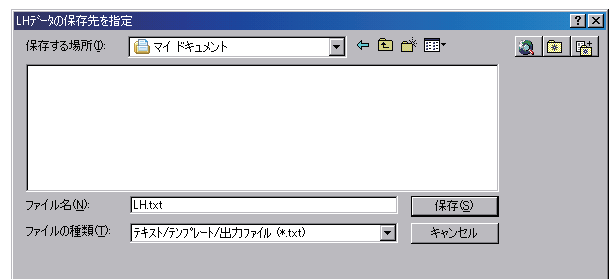 LHﾃﾞｰﾀの保存先を指定
保存する場所(I): マイ ドキュメント
ファイル名(N): LH.txt 保存(S)
ファイルの種類(T): ﾃｷｽﾄ/ﾃﾝﾌﾟﾚｰﾄ/出力ﾌｧｲﾙ (*.txt) キャンセル